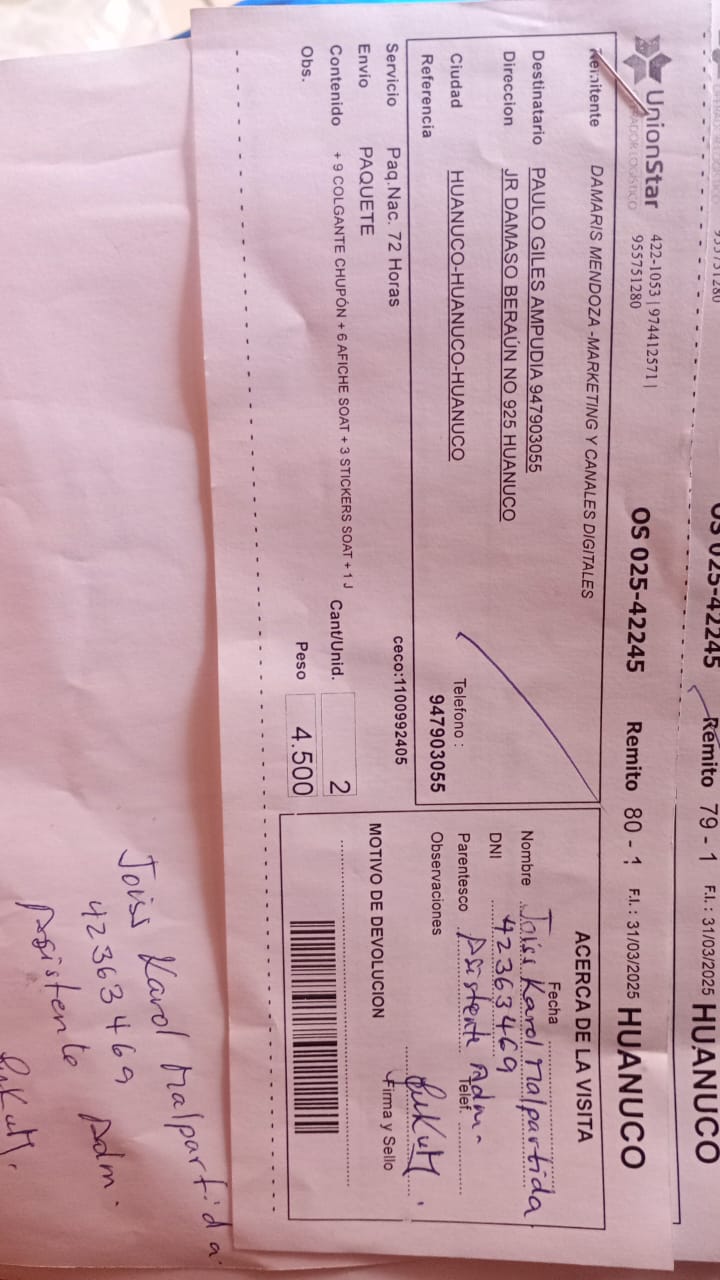 OS 025-42245 Remito 79 - 1 F.I.: 31/03/2025 HUANUCO
UnionStar 422-1053 | 974412571 |
OPERADOR LOGISTICO 955751280
OS 025-42245 Remito 80 - 1 F.I.: 31/03/2025 HUANUCO
Remitente DAMARIS MENDOZA -MARKETING Y CANALES DIGITALES
Destinatario PAULO GILES AMPUDIA 947903055
Direccion JR DAMASO BERAÚN NO 925 HUANUCO
Ciudad HUANUCO-HUANUCO-HUANUCO
Referencia
Telefono :
947903055
Servicio Paq.Nac. 72 Horas
ceco:1100992405
Envio PAQUETE
Contenido + 9 COLGANTE CHUPÓN + 6 AFICHE SOAT + 3 STICKERS SOAT + 1 J
Cant/Unid. 2
Obs.
Peso 4.500
ACERCA DE LA VISITA
Fecha
Nombre Joiss Karol Malpartida
DNI 42363469
Parentesco Asistente Adm. Telef.
Observaciones
Firma y Sello
MOTIVO DE DEVOLUCION
Joiss Karol Malpartida
42363469
Asistente Adm.